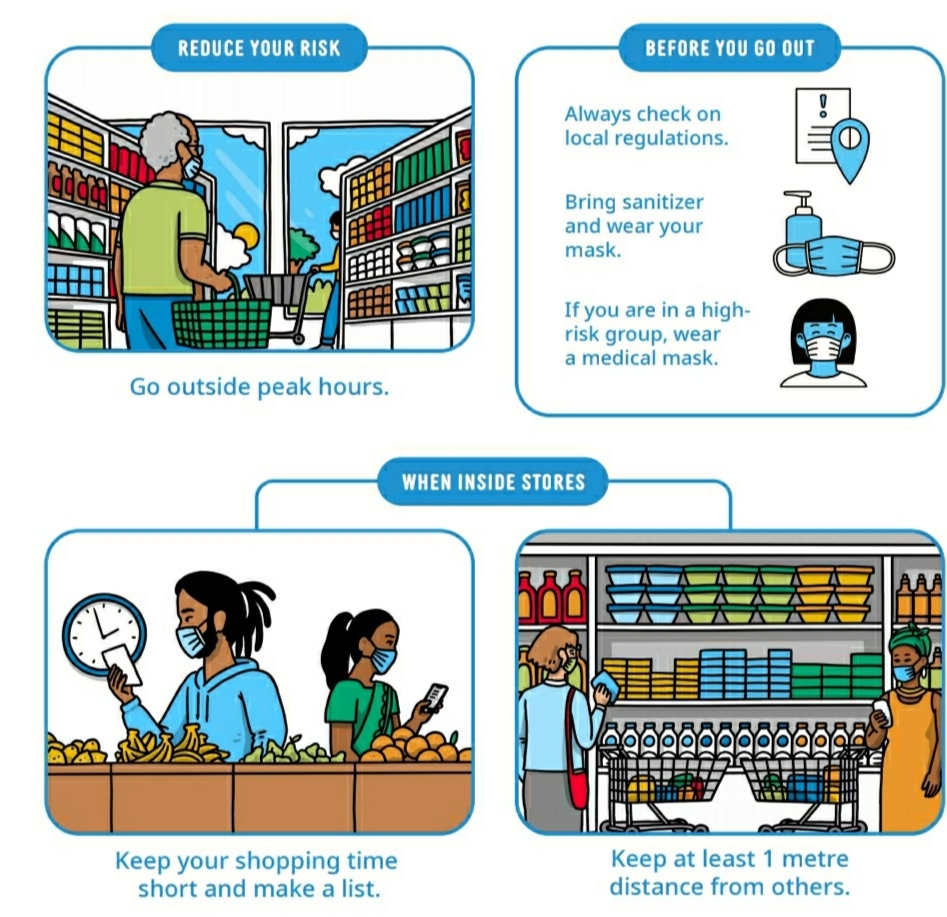 REDUCE YOUR RISK
Go outside peak hours.
BEFORE YOU GO OUT
Always check on
local regulations.
Bring sanitizer
and wear your
mask.
If you are in a high-
risk group, wear
a medical mask.
WHEN INSIDE STORES
Keep your shopping time
short and make a list.
Keep at least 1 metre
distance from others.